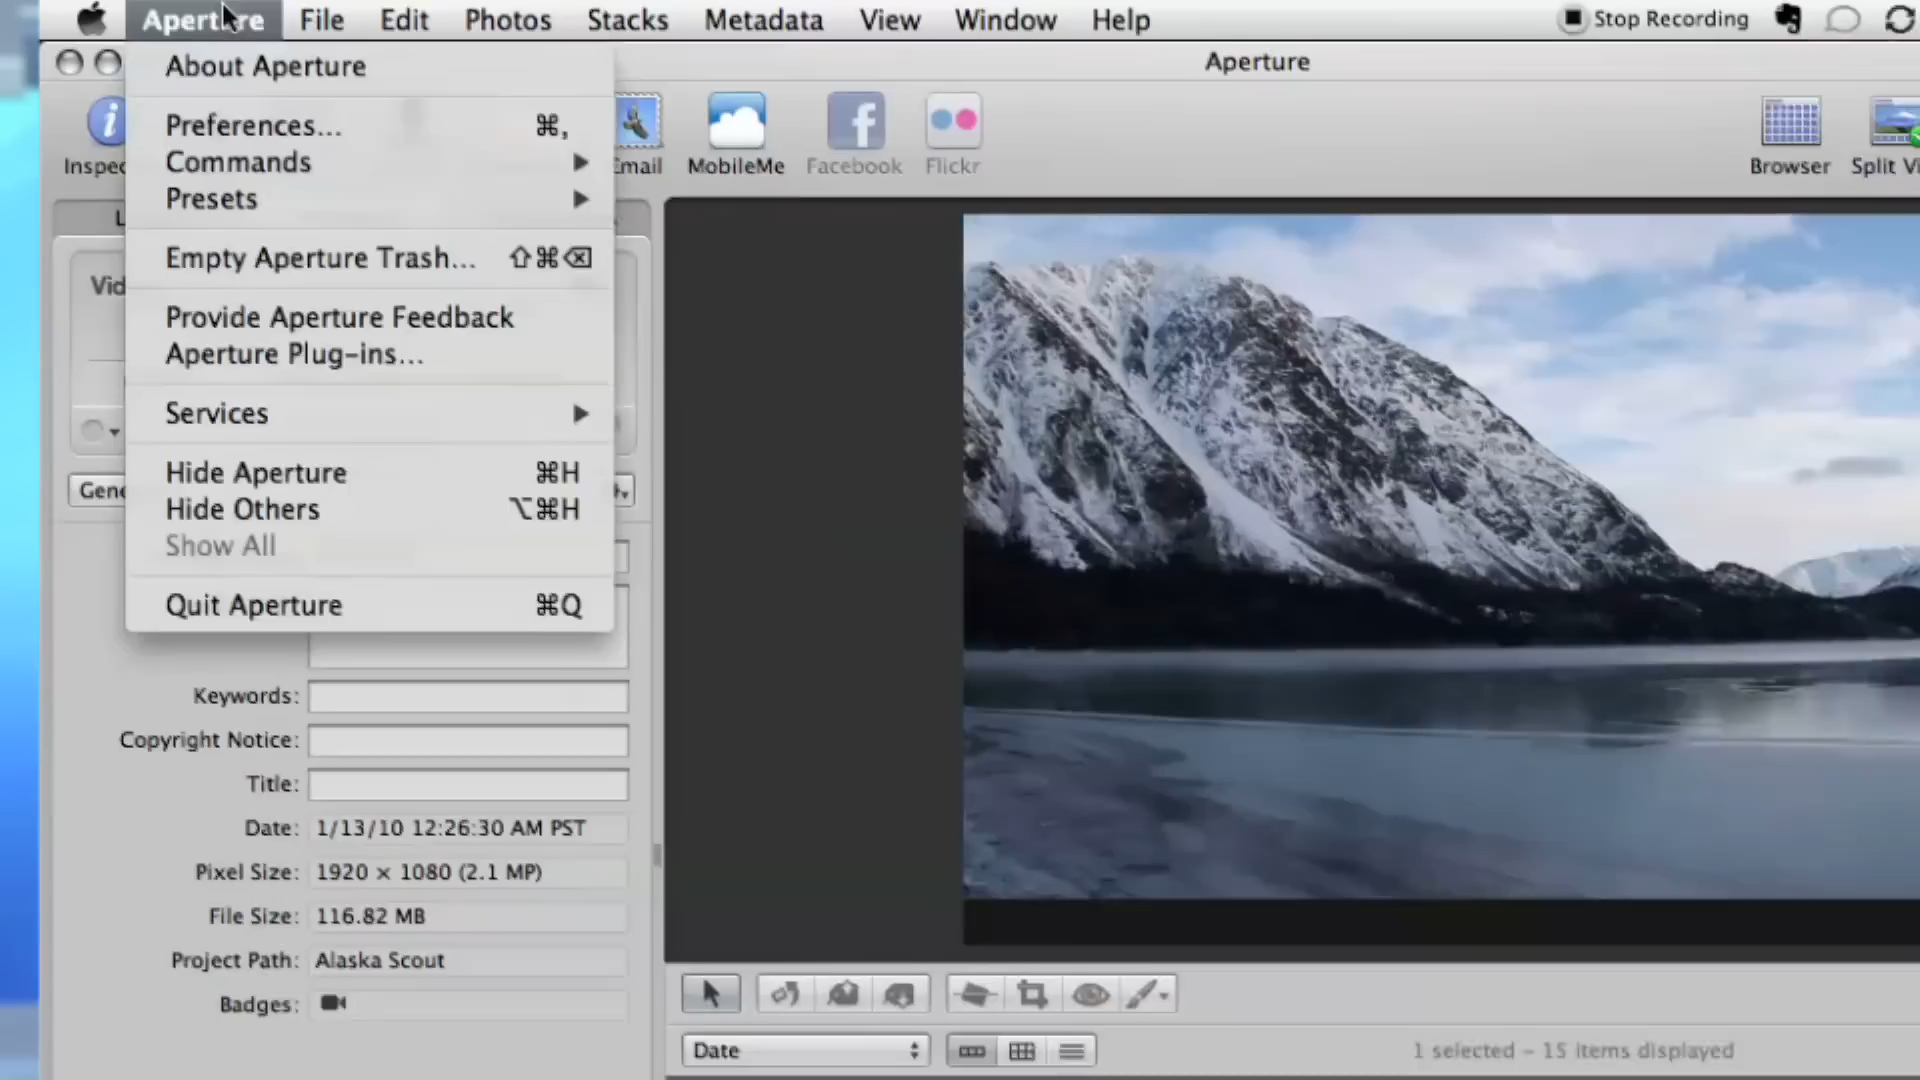 Aperture File Edit Photos Stacks Metadata View Window Help Stop Recording
Aperture
About Aperture
Preferences... ⌘,
Commands
Presets
Empty Aperture Trash... ⇧⌘⌫
Provide Aperture Feedback
Aperture Plug-ins...
Services
Hide Aperture ⌘H
Hide Others ⌥⌘H
Show All
Quit Aperture ⌘Q
MobileMe Facebook Flickr
Browser Split
Keywords:
Copyright Notice:
Title:
Date: 1/13/10 12:26:30 AM PST
Pixel Size: 1920 × 1080 (2.1 MP)
File Size: 116.82 MB
Project Path: Alaska Scout
Badges:
Date
1 selected – 15 items displayed